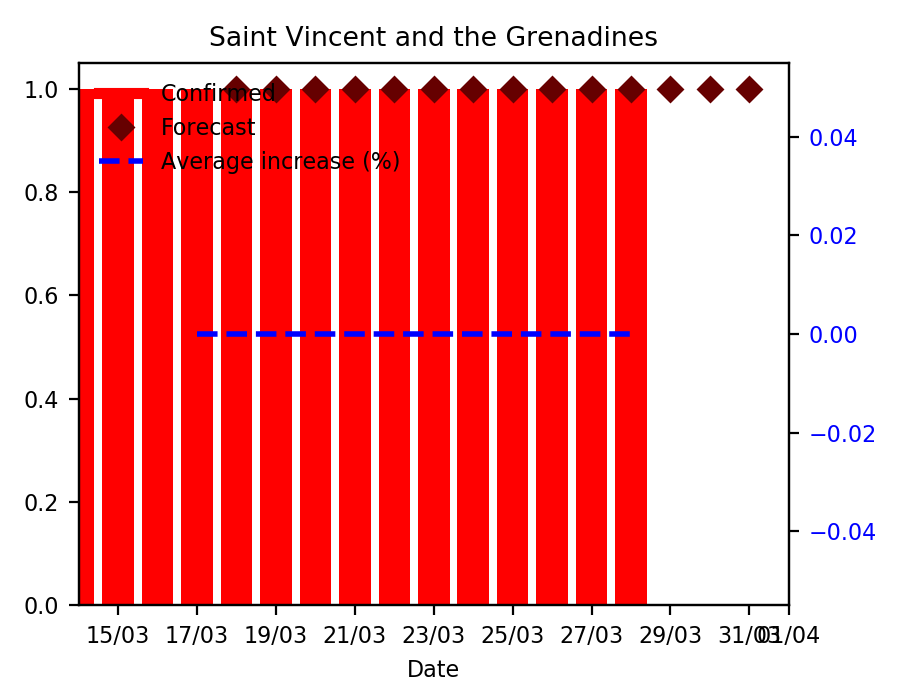 Saint Vincent and the Grenadines
1.0
0.8
0.6
0.4
0.2
0.0
Confirmed
Forecast
Average increase (%)
0.04
0.02
0.00
−0.02
−0.04
15/03 17/03 19/03 21/03 23/03 25/03 27/03 29/03 31/03 01/04
Date